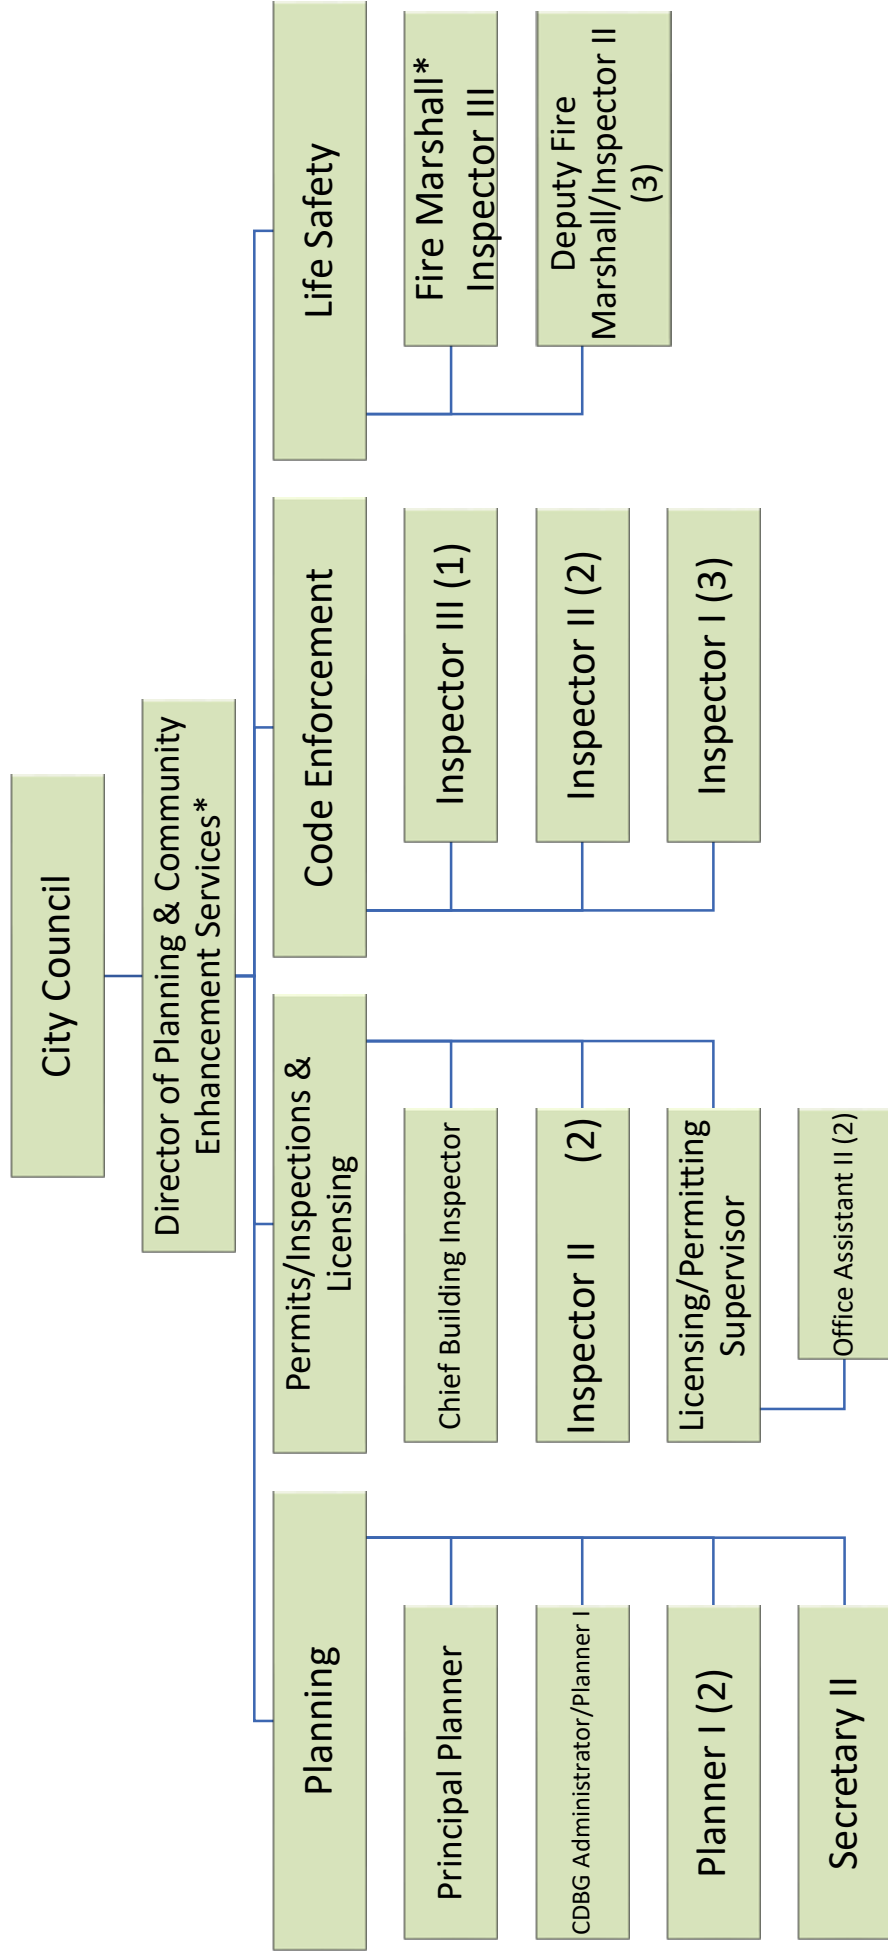 City Council
Director of Planning & Community
Enhancement Services*
Planning
Principal Planner
CDBG Administrator/Planner I
Planner I (2)
Secretary II
Permits/Inspections &
Licensing
Chief Building Inspector
Inspector II (2)
Licensing/Permitting
Supervisor
Office Assistant II (2)
Code Enforcement
Inspector III (1)
Inspector II (2)
Inspector I (3)
Life Safety
Fire Marshall*
Inspector III
Deputy Fire
Marshall/Inspector II
(3)